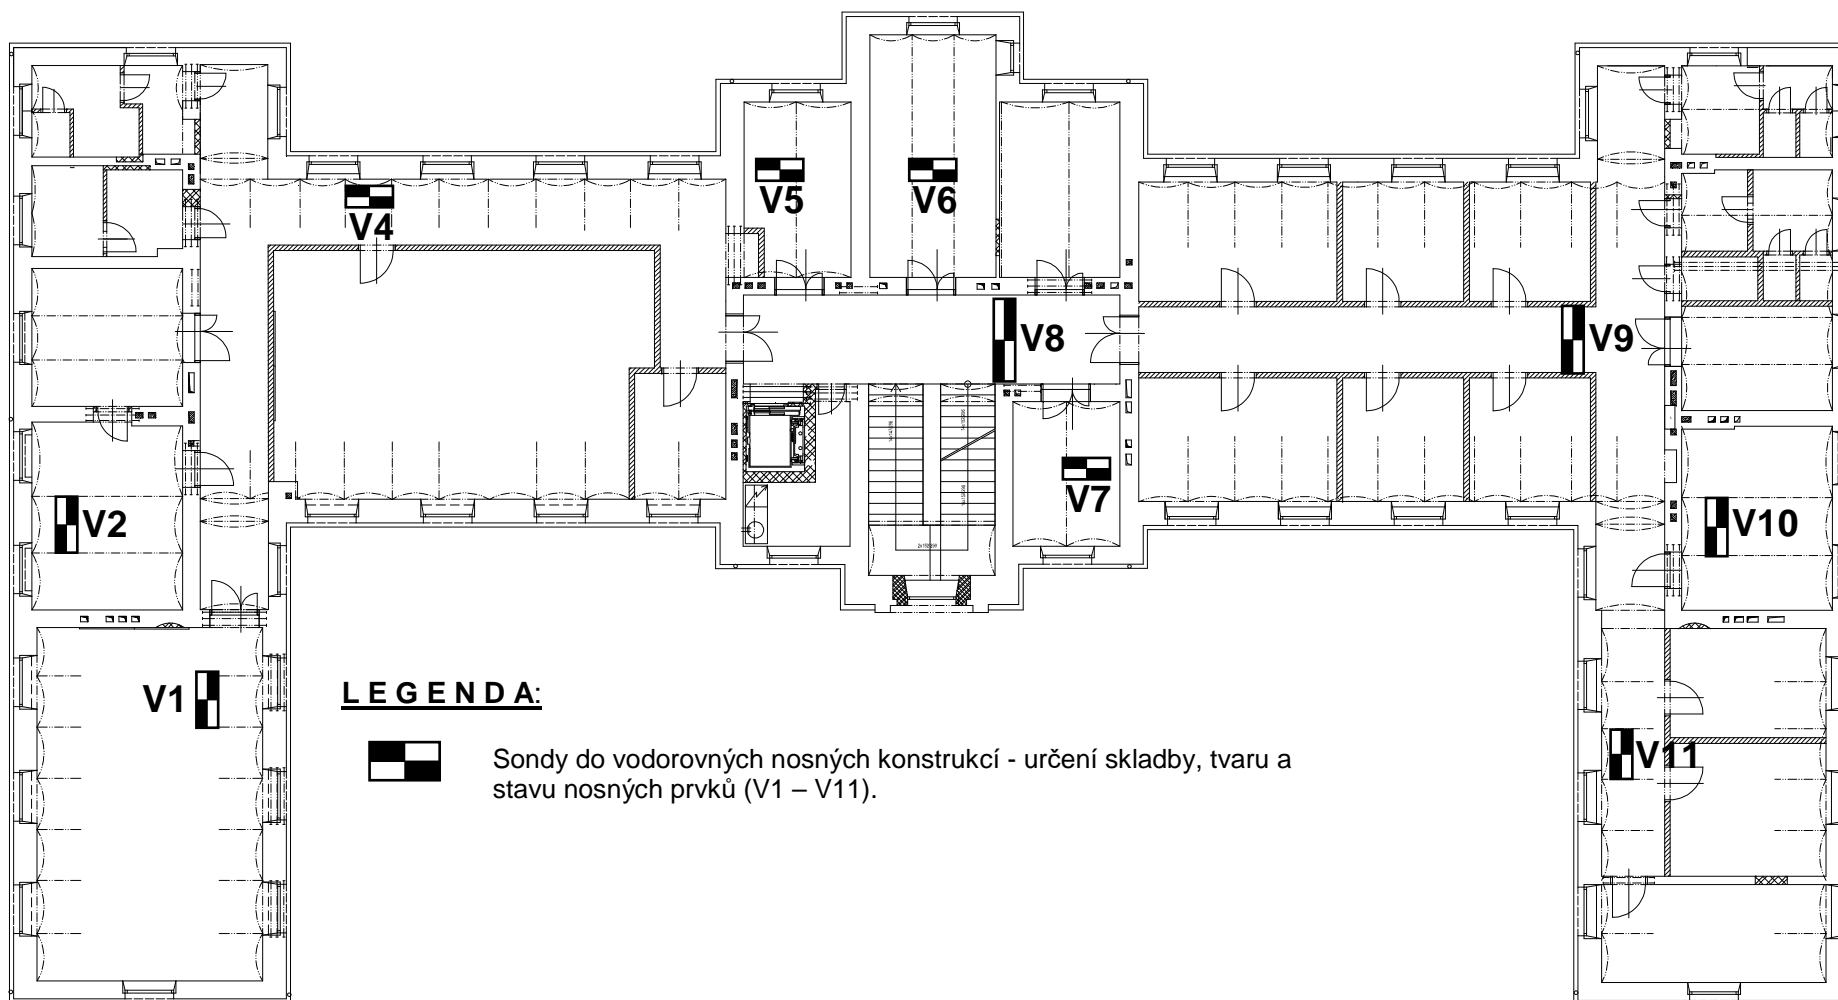 V5
V6
V4
V8
V9
V7
V2
V10
V1
V11
L E G E N D A:
Sondy do vodorovných nosných konstrukcí - určení skladby, tvaru a
stavu nosných prvků (V1 – V11).